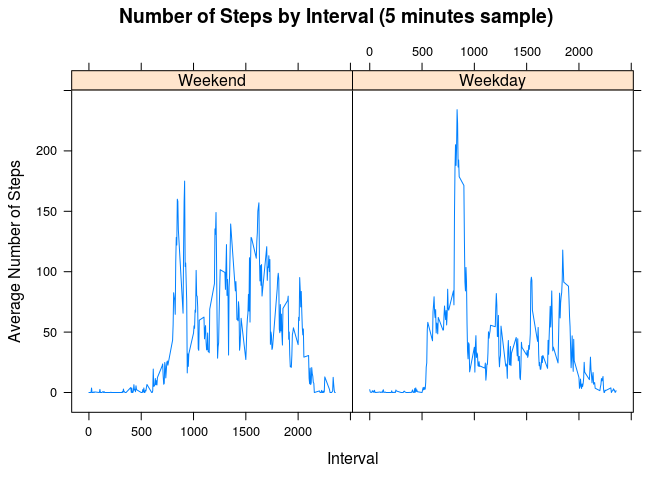 Number of Steps by Interval (5 minutes sample)
0 500 1000 1500 2000
Weekend Weekday
Average Number of Steps
200
150
100
50
0
0 500 1000 1500 2000
Interval